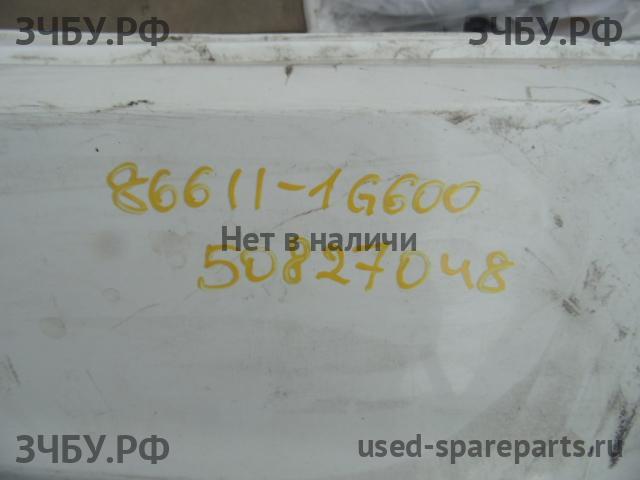 ЗЧБУ.РФ ЗЧБУ.РФ
86611-1G600
Нет в наличи
50827048
ЗЧБУ.РФ used-spareparts.ru